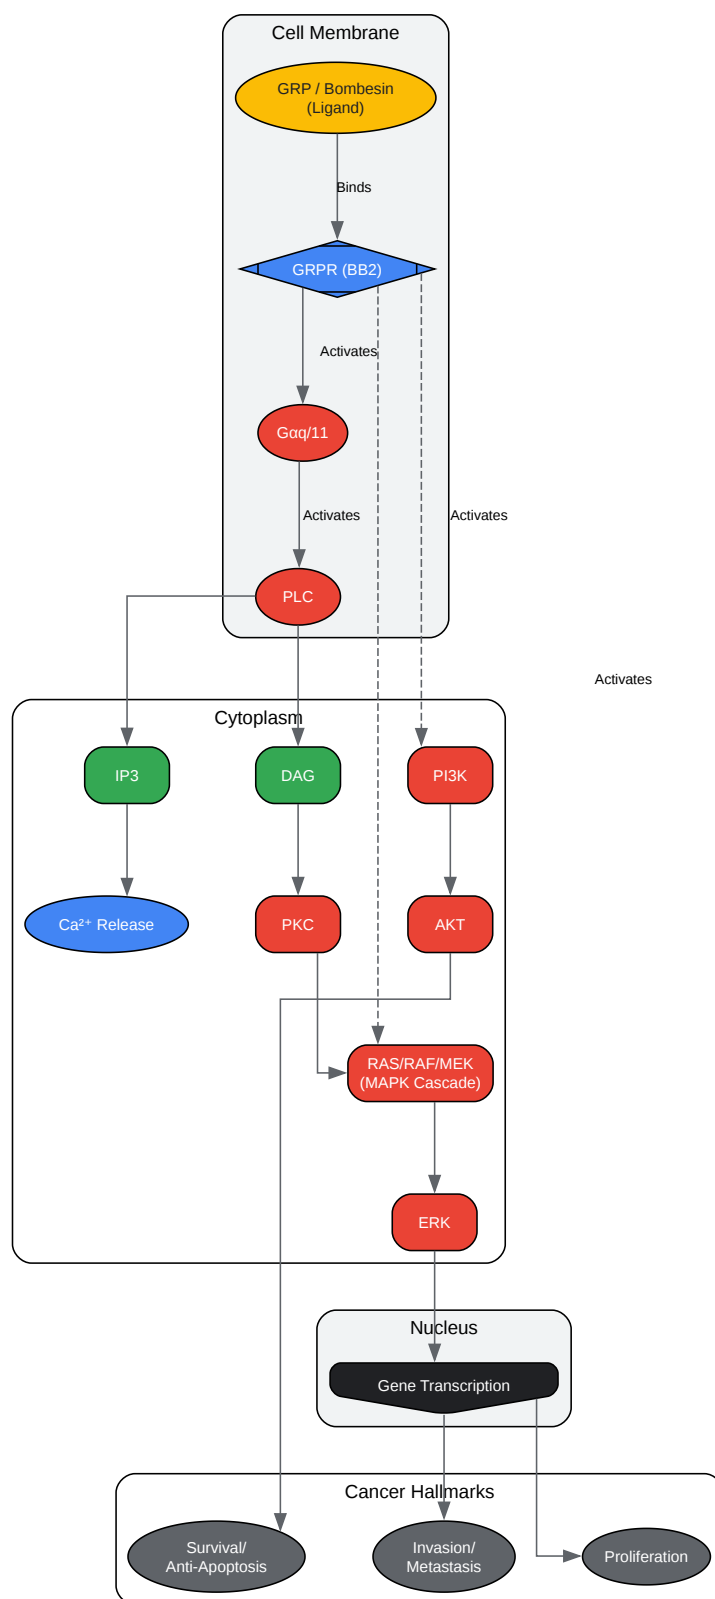 Cell Membrane
GRP / Bombesin
(Ligand)
Binds
GRPR (BB2)
Activates
Gαq/11
Activates
Activates
PLC
Activates
Cytoplasm
IP3
DAG
PI3K
Ca²⁺ Release
PKC
AKT
RAS/RAF/MEK
(MAPK Cascade)
ERK
Nucleus
Gene Transcription
Cancer Hallmarks
Survival/
Anti-Apoptosis
Invasion/
Metastasis
Proliferation